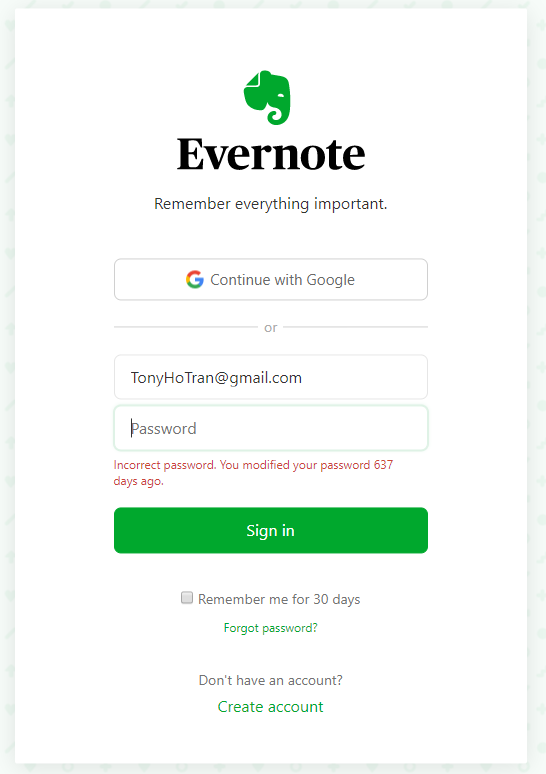 Evernote
Remember everything important.
Continue with Google
or
TonyHoTran@gmail.com
Password
Incorrect password. You modified your password 637
days ago.
Sign in
Remember me for 30 days
Forgot password?
Don't have an account?
Create account